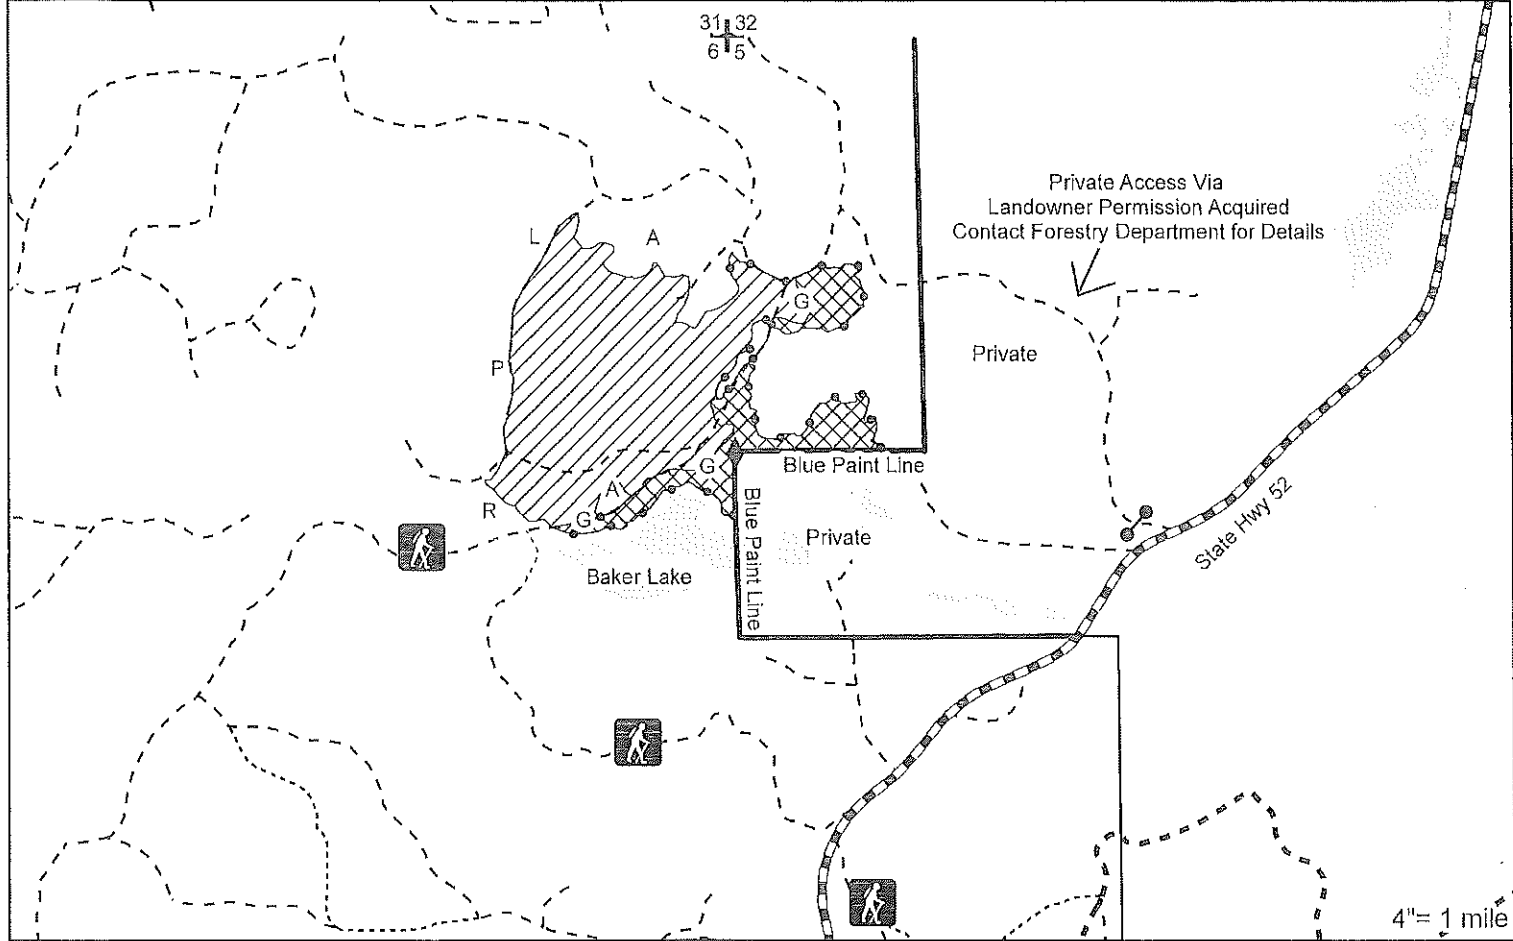 31 32
6 5
Private Access Via
Landowner Permission Acquired
Contact Forestry Department for Details
L
A
G
Private
P
Blue Paint Line
G
A
R
G
Blue Paint Line
Private
State Hwy 52
Baker Lake
4"= 1 mile